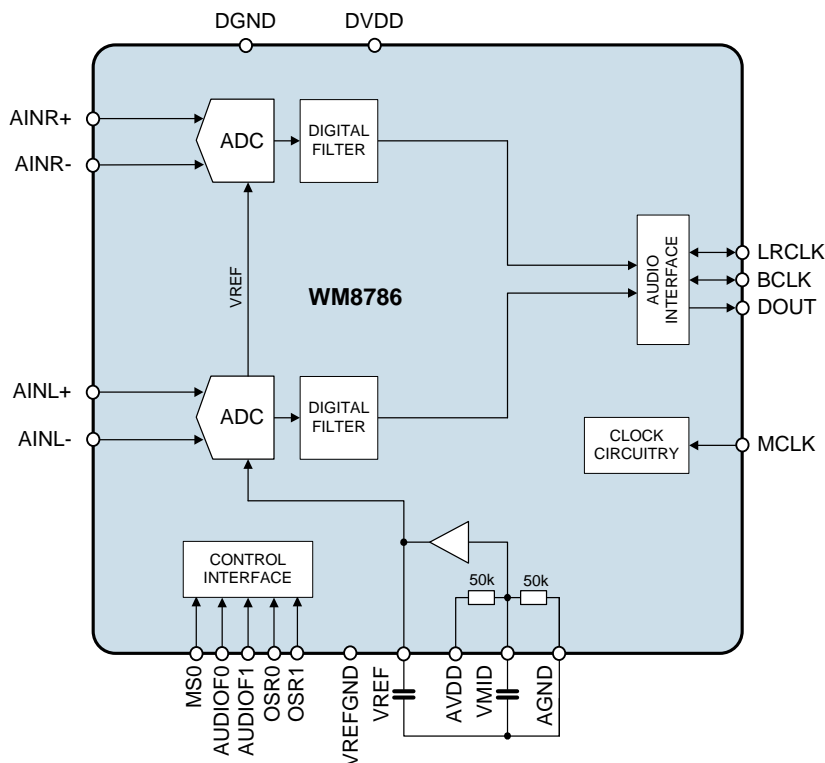 DGND
DVDD
AINR+
AINR-
ADC
DIGITAL
FILTER
VREF
WM8786
AUDIO
INTERFACE
LRCLK
BCLK
DOUT
AINL+
AINL-
ADC
DIGITAL
FILTER
CLOCK
CIRCUITRY
MCLK
CONTROL
INTERFACE
50k
50k
MS0
AUDIOF0
AUDIOF1
OSR0
OSR1
VREFGND
VREF
AVDD
VMID
AGND